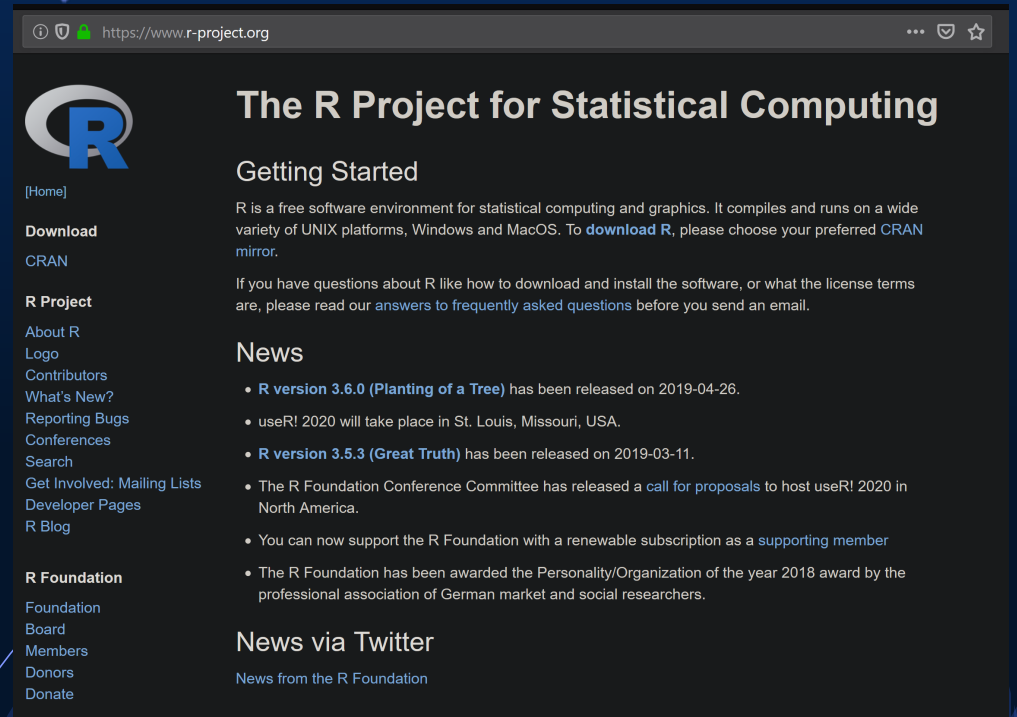 https://www.r-project.org
R
[Home]
Download
CRAN
R Project
About R
Logo
Contributors
What's New?
Reporting Bugs
Conferences
Search
Get Involved: Mailing Lists
Developer Pages
R Blog
R Foundation
Foundation
Board
Members
Donors
Donate
The R Project for Statistical Computing
Getting Started
R is a free software environment for statistical computing and graphics. It compiles and runs on a wide
variety of UNIX platforms, Windows and MacOS. To download R, please choose your preferred CRAN
mirror.
If you have questions about R like how to download and install the software, or what the license terms
are, please read our answers to frequently asked questions before you send an email.
News
• R version 3.6.0 (Planting of a Tree) has been released on 2019-04-26.
• useR! 2020 will take place in St. Louis, Missouri, USA.
• R version 3.5.3 (Great Truth) has been released on 2019-03-11.
• The R Foundation Conference Committee has released a call for proposals to host useR! 2020 in
North America.
• You can now support the R Foundation with a renewable subscription as a supporting member
• The R Foundation has been awarded the Personality/Organization of the year 2018 award by the
professional association of German market and social researchers.
News via Twitter
News from the R Foundation